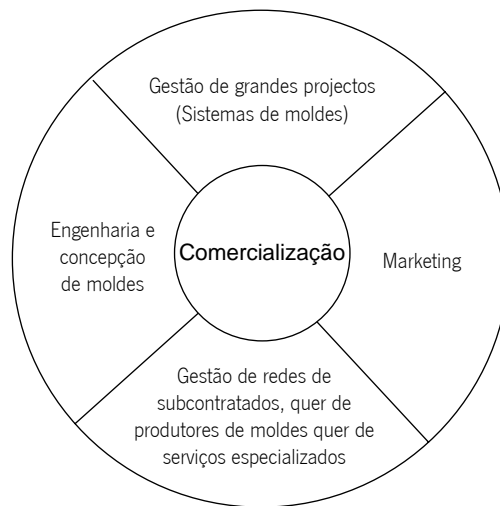 Gestão de grandes projectos
(Sistemas de moldes)
Engenharia e
concepção
de moldes
Comercialização
Marketing
Gestão de redes de
subcontratados, quer de
produtores de moldes quer de
serviços especializados